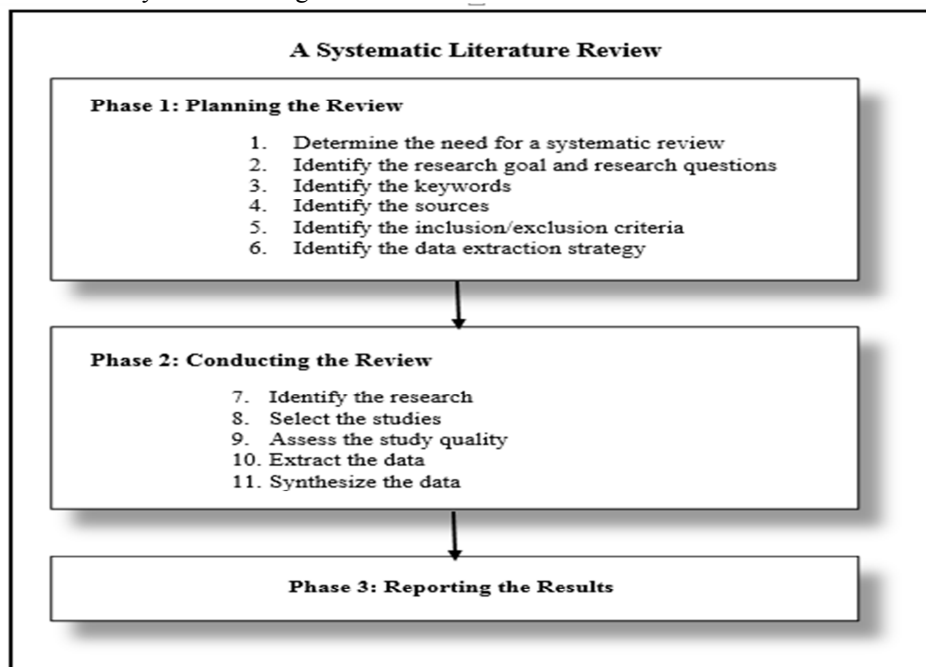 A Systematic Literature Review
Phase 1: Planning the Review
1. Determine the need for a systematic review
2. Identify the research goal and research questions
3. Identify the keywords
4. Identify the sources
5. Identify the inclusion/exclusion criteria
6. Identify the data extraction strategy
Phase 2: Conducting the Review
7. Identify the research
8. Select the studies
9. Assess the study quality
10. Extract the data
11. Synthesize the data
Phase 3: Reporting the Results